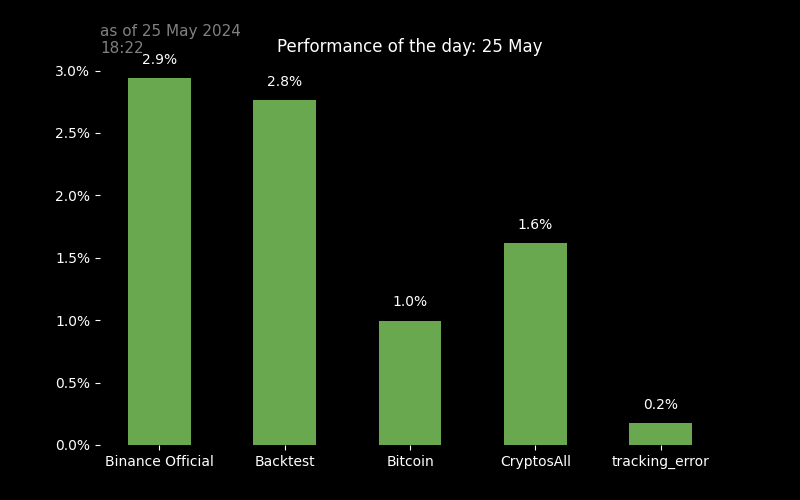 as of 25 May 2024
18:22
Performance of the day: 25 May
2.9%
2.8%
1.0%
1.6%
0.2%
3.0%
2.5%
2.0%
1.5%
1.0%
0.5%
0.0%
Binance Official
Backtest
Bitcoin
CryptosAll
tracking_error